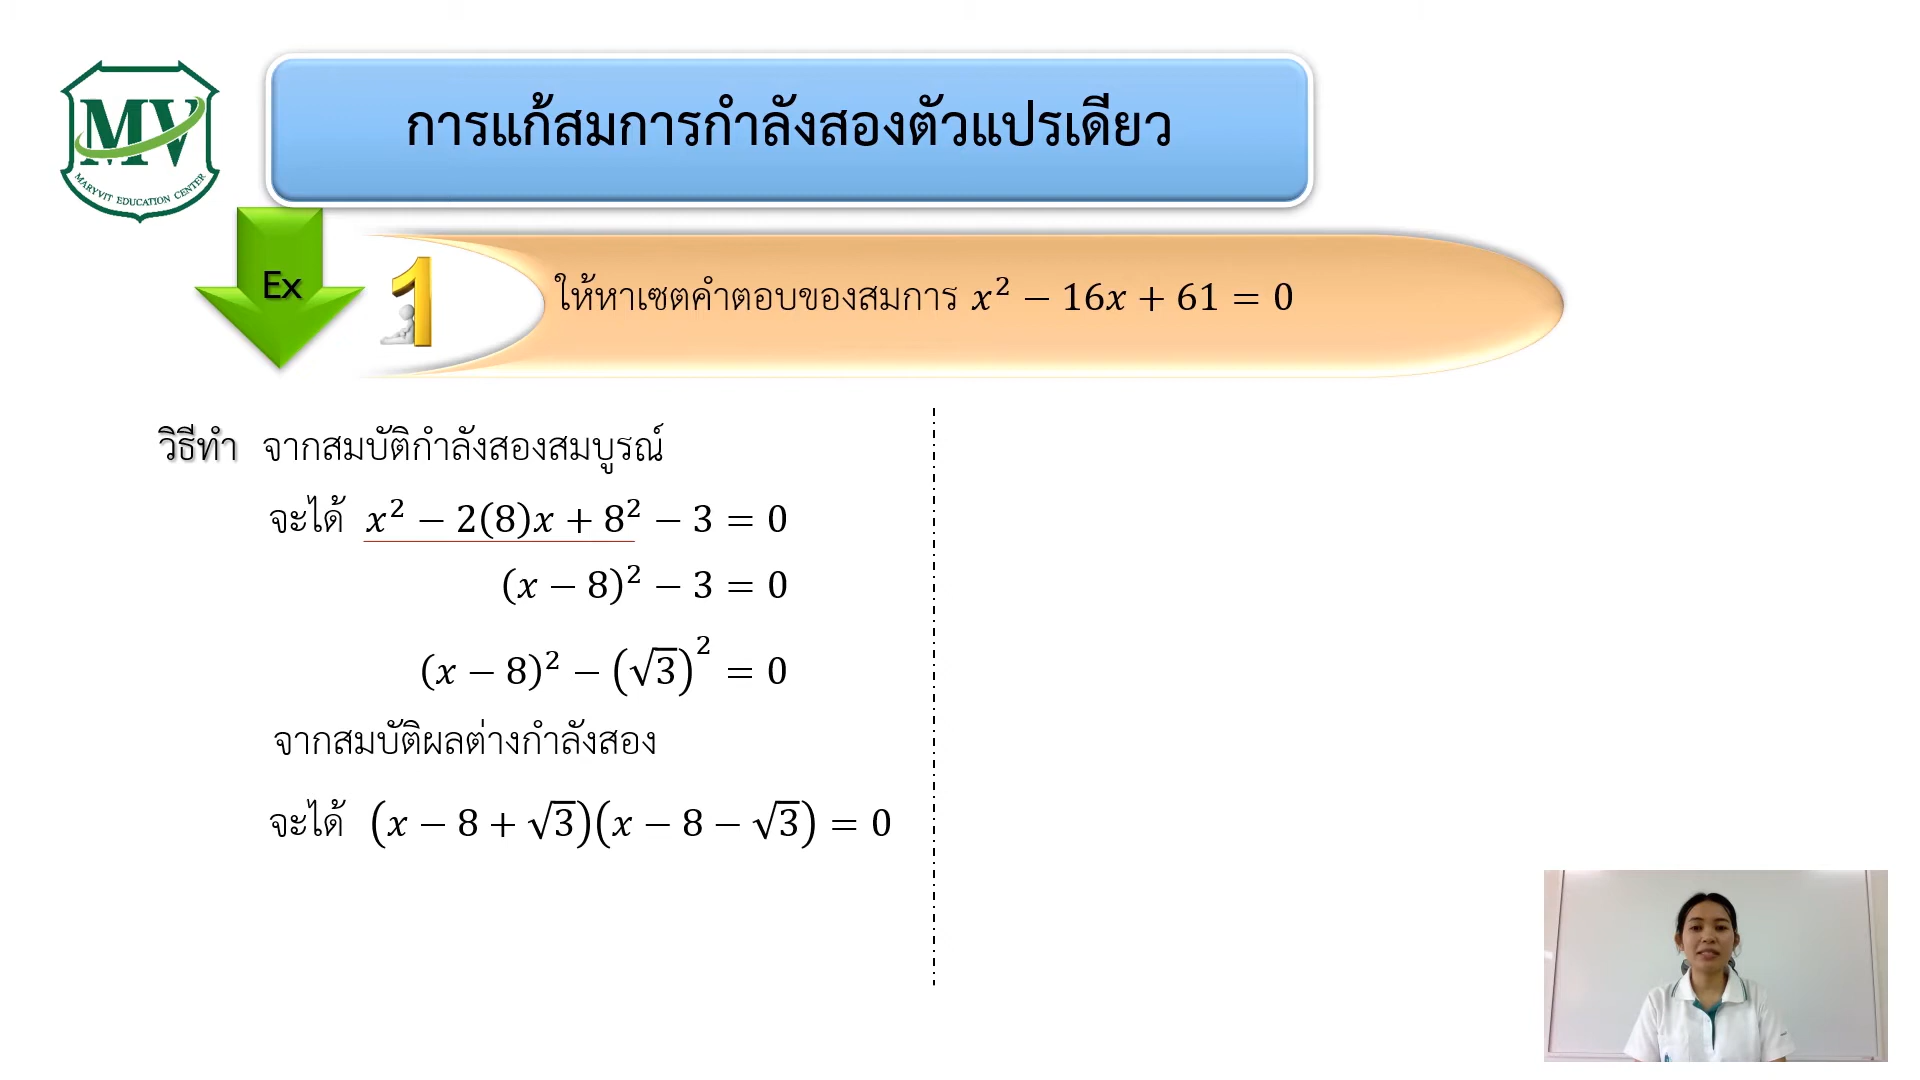 MV
MARYVIT EDUCATION CENTER
การแก้สมการกำลังสองตัวแปรเดียว
Ex
1
ให้หาเซตคำตอบของสมการ x² − 16x + 61 = 0
วิธีทำ จากสมบัติกำลังสองสมบูรณ์
จะได้ x² − 2(8)x + 8² − 3 = 0
(x − 8)² − 3 = 0
(x − 8)² − (√3)² = 0
จากสมบัติผลต่างกำลังสอง
จะได้ (x − 8 + √3)(x − 8 − √3) = 0